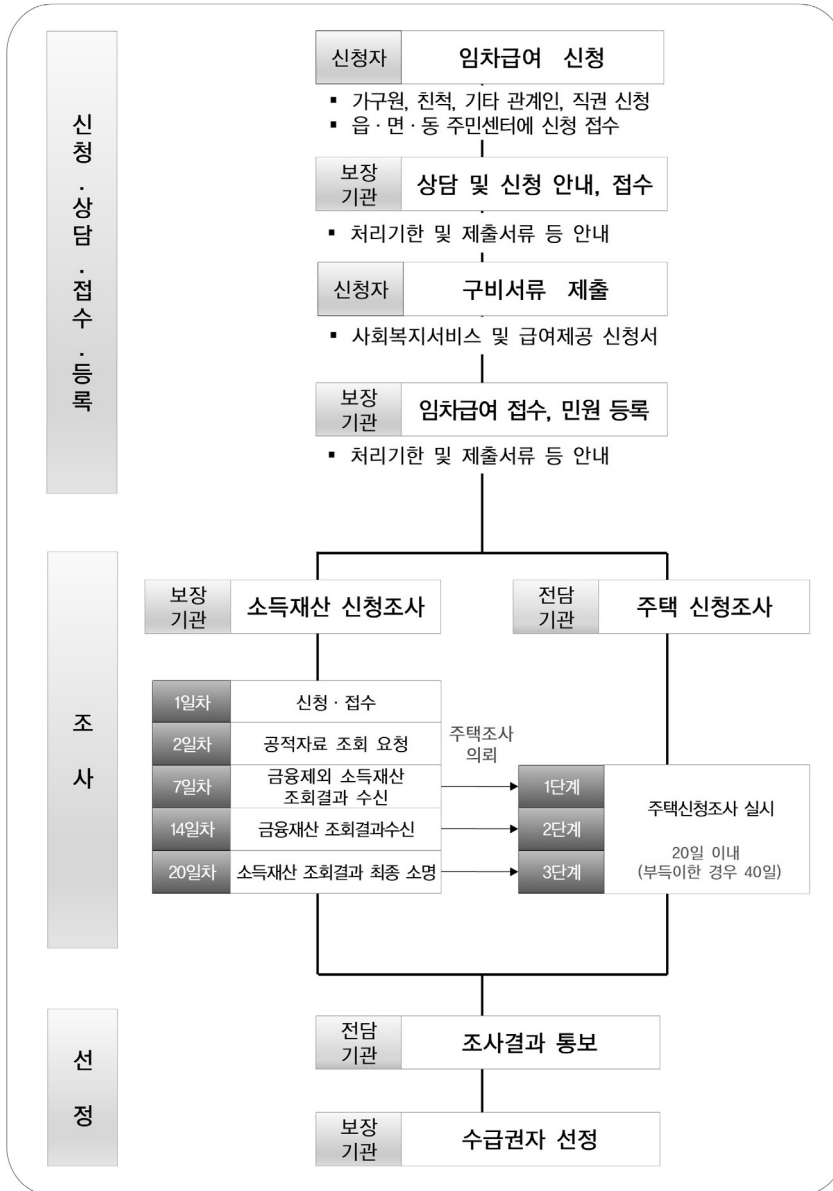 신청·상담·접수·등록
신청자 임차급여 신청
▪ 가구원, 친척, 기타 관계인, 직권 신청
▪ 읍·면·동 주민센터에 신청 접수
보장
기관
상담 및 신청 안내, 접수
▪ 처리기한 및 제출서류 등 안내
신청자 구비서류 제출
▪ 사회복지서비스 및 급여제공 신청서
보장
기관
임차급여 접수, 민원 등록
▪ 처리기한 및 제출서류 등 안내
조사
보장
기관
소득재산 신청조사
전담
기관
주택 신청조사
1일차 신청·접수
2일차 공적자료 조회 요청
7일차 금융제외 소득재산
조회결과 수신
14일차 금융재산 조회결과수신
20일차 소득재산 조회결과 최종 소명
주택조사
의뢰
1단계
2단계
3단계
주택신청조사 실시
20일 이내
(부득이한 경우 40일)
선정
전담
기관
조사결과 통보
보장
기관
수급권자 선정